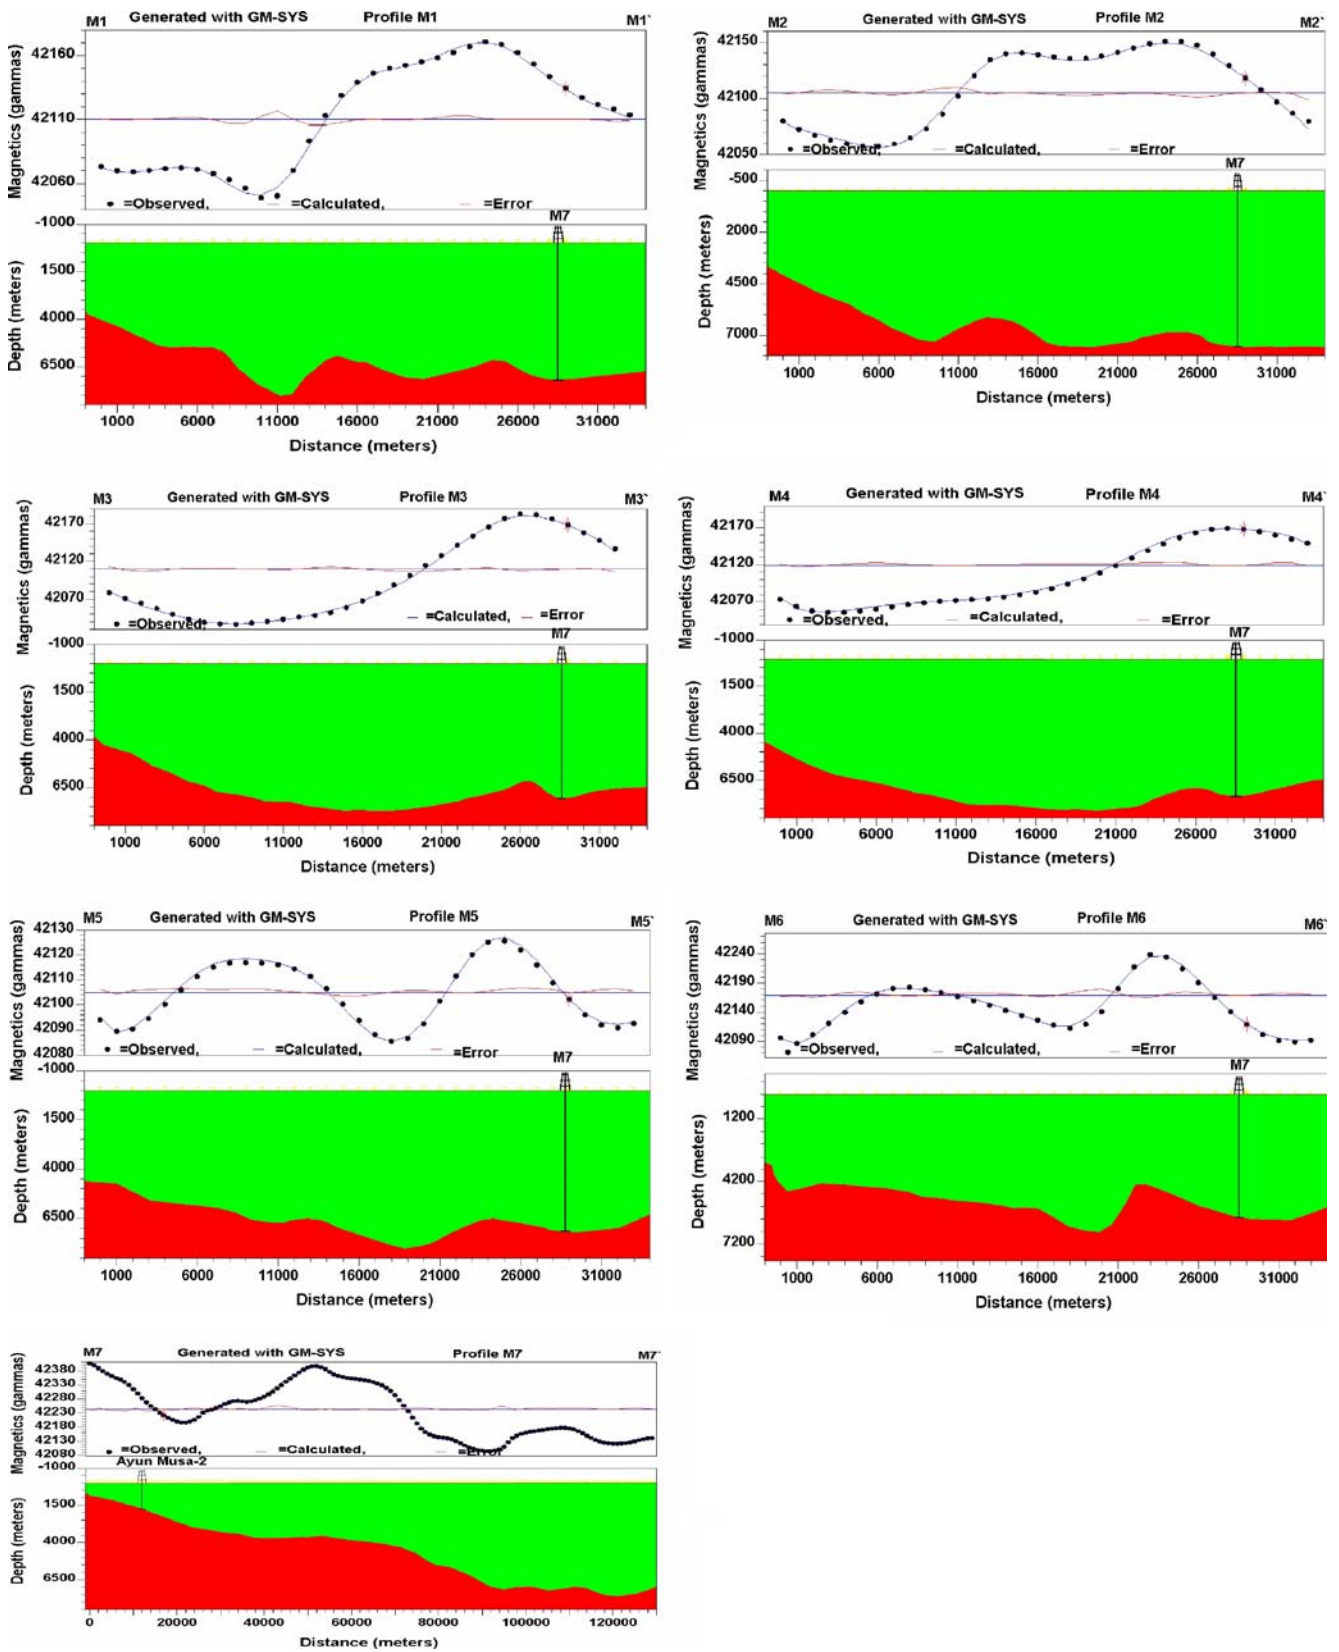 M1 Generated with GM-SYS Profile M1 M1`
Magnetics (gammas)
42160
42110
42060
=Observed, =Calculated, =Error
M7
Depth (meters)
-1000
1500
4000
6500
1000 6000 11000 16000 21000 26000 31000
Distance (meters)
M2 Generated with GM-SYS Profile M2 M2`
Magnetics (gammas)
42150
42100
42050
=Observed, =Calculated, =Error
M7
Depth (meters)
-500
2000
4500
7000
1000 6000 11000 16000 21000 26000 31000
Distance (meters)
M3 Generated with GM-SYS Profile M3 M3`
Magnetics (gammas)
42170
42120
42070
=Observed, =Calculated, =Error
M7
Depth (meters)
-1000
1500
4000
6500
1000 6000 11000 16000 21000 26000 31000
Distance (meters)
M4 Generated with GM-SYS Profile M4 M4`
Magnetics (gammas)
42170
42120
42070
=Observed, =Calculated, =Error
M7
Depth (meters)
-1000
1500
4000
6500
1000 6000 11000 16000 21000 26000 31000
Distance (meters)
M5 Generated with GM-SYS Profile M5 M5`
Magnetics (gammas)
42130
42120
42110
42100
42090
42080
=Observed, =Calculated, =Error
M7
Depth (meters)
-1000
1500
4000
6500
1000 6000 11000 16000 21000 26000 31000
Distance (meters)
M6 Generated with GM-SYS Profile M6 M6`
Magnetics (gammas)
42240
42190
42140
42090
=Observed, =Calculated, =Error
M7
Depth (meters)
1200
4200
7200
1000 6000 11000 16000 21000 26000 31000
Distance (meters)
M7 Generated with GM-SYS Profile M7 M7`
Magnetics (gammas)
42380
42330
42280
42230
42180
42130
42080
=Observed, =Calculated, =Error
Ayun Musa-2
Depth (meters)
-1000
1500
4000
6500
0 20000 40000 60000 80000 100000 120000
Distance (meters)